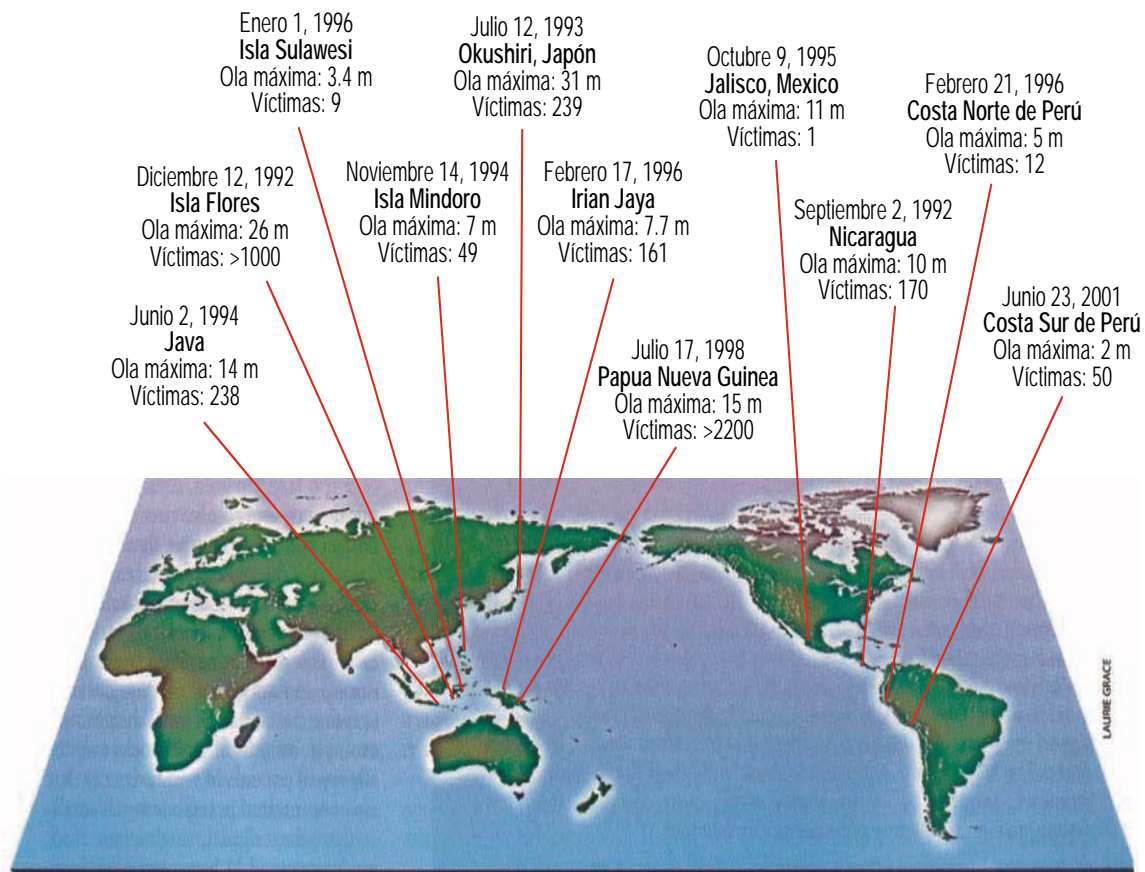 Enero 1, 1996
Isla Sulawesi
Ola máxima: 3.4 m
Víctimas: 9
Julio 12, 1993
Okushiri, Japón
Ola máxima: 31 m
Víctimas: 239
Octubre 9, 1995
Jalisco, Mexico
Ola máxima: 11 m
Víctimas: 1
Febrero 21, 1996
Costa Norte de Perú
Ola máxima: 5 m
Víctimas: 12
Diciembre 12, 1992
Isla Flores
Ola máxima: 26 m
Víctimas: >1000
Noviembre 14, 1994
Isla Mindoro
Ola máxima: 7 m
Víctimas: 49
Febrero 17, 1996
Irian Jaya
Ola máxima: 7.7 m
Víctimas: 161
Septiembre 2, 1992
Nicaragua
Ola máxima: 10 m
Víctimas: 170
Junio 2, 1994
Java
Ola máxima: 14 m
Víctimas: 238
Julio 17, 1998
Papua Nueva Guinea
Ola máxima: 15 m
Víctimas: >2200
Junio 23, 2001
Costa Sur de Perú
Ola máxima: 2 m
Víctimas: 50
LAURIE GRACE